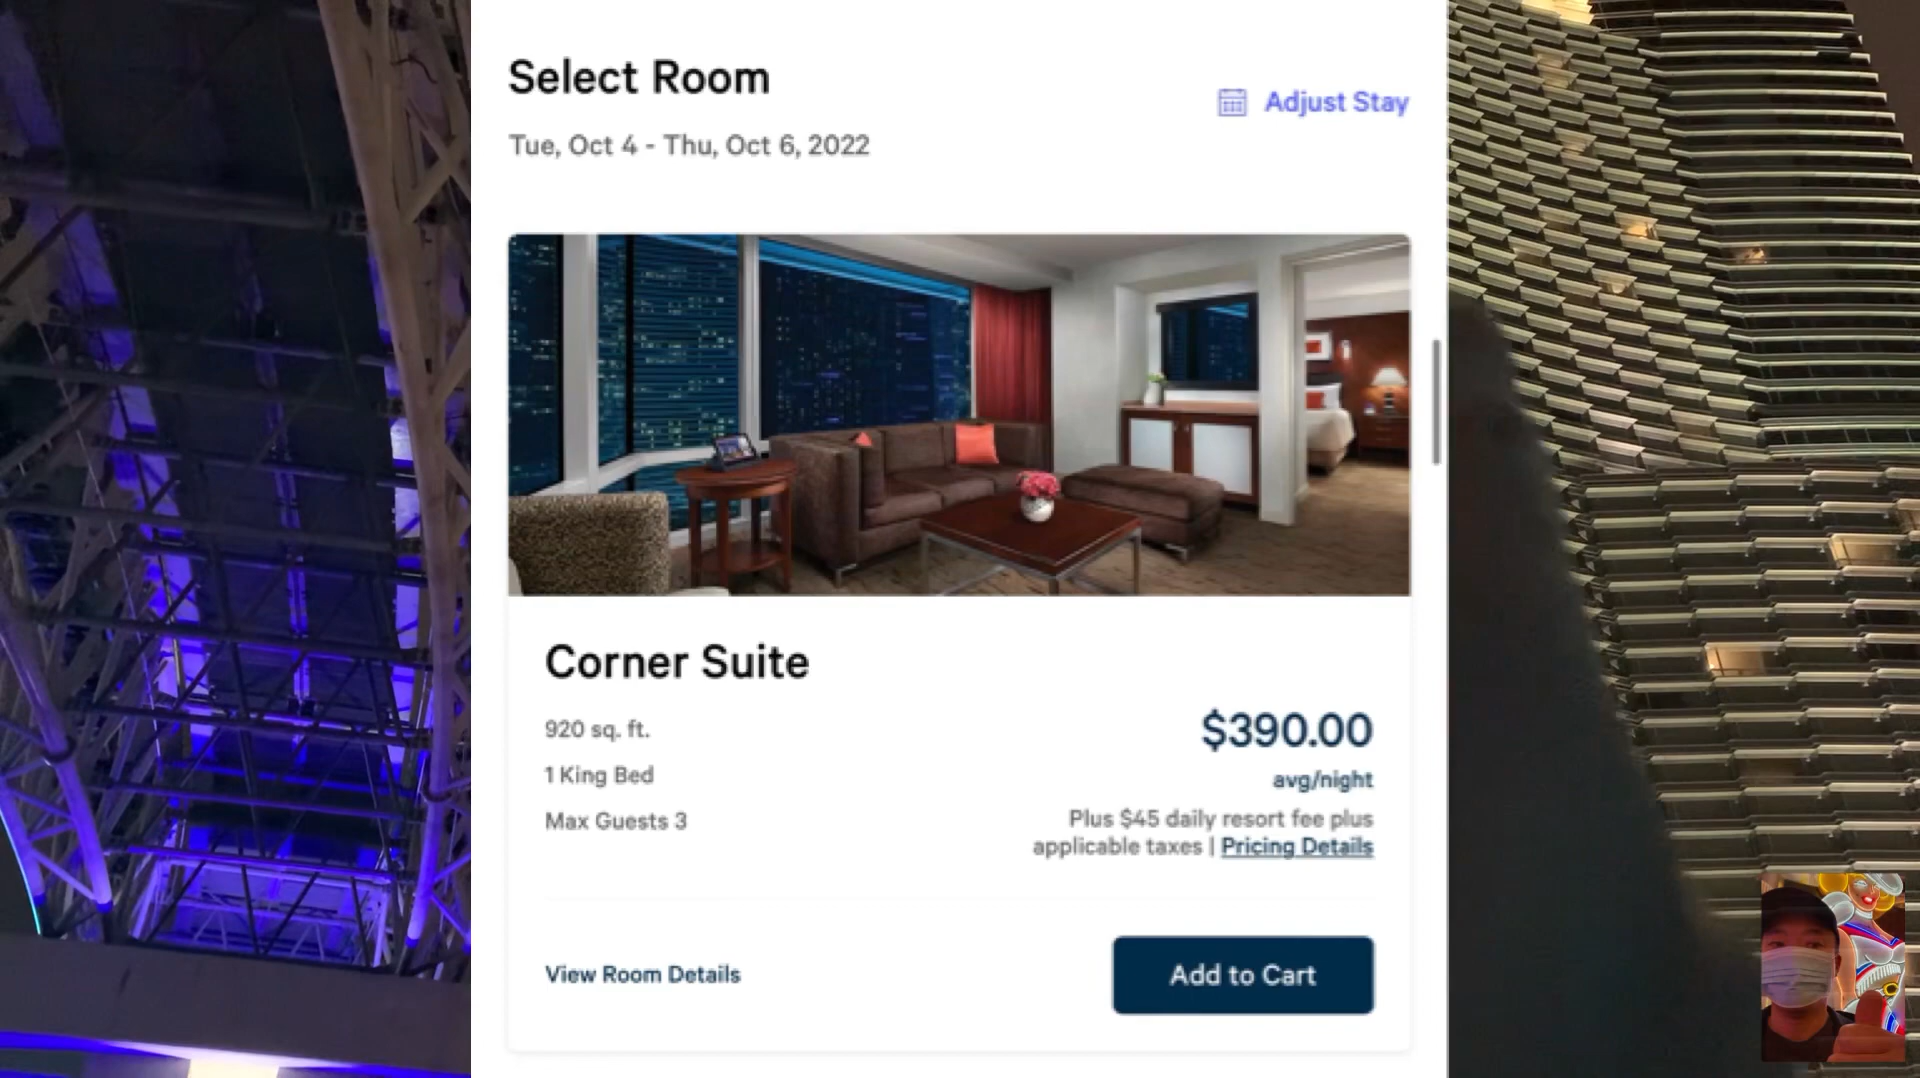 Select Room
Adjust Stay
Tue, Oct 4 - Thu, Oct 6, 2022
Corner Suite
920 sq. ft.
$390.00
1 King Bed
avg/night
Max Guests 3
Plus $45 daily resort fee plus
applicable taxes | Pricing Details
View Room Details
Add to Cart